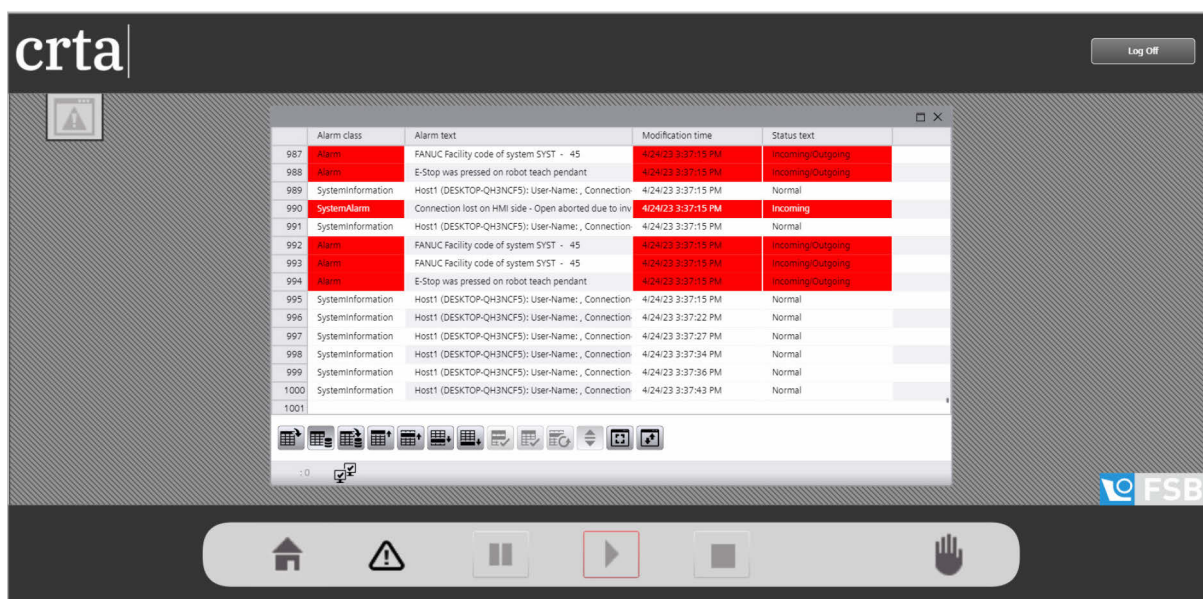 crta
Log Off
Alarm class Alarm text Modification time Status text
987 Alarm FANUC Facility code of system SYST - 45 4/24/23 3:37:15 PM Incoming/Outgoing
988 Alarm E-Stop was pressed on robot teach pendant 4/24/23 3:37:15 PM Incoming/Outgoing
989 SystemInformation Host1 (DESKTOP-QH3NCF5): User-Name: , Connection- 4/24/23 3:37:15 PM Normal
990 SystemAlarm Connection lost on HMI side - Open aborted due to inv 4/24/23 3:37:15 PM Incoming
991 SystemInformation Host1 (DESKTOP-QH3NCF5): User-Name: , Connection- 4/24/23 3:37:15 PM Normal
992 Alarm FANUC Facility code of system SYST - 45 4/24/23 3:37:15 PM Incoming/Outgoing
993 Alarm FANUC Facility code of system SYST - 45 4/24/23 3:37:15 PM Incoming/Outgoing
994 Alarm E-Stop was pressed on robot teach pendant 4/24/23 3:37:15 PM Incoming/Outgoing
995 SystemInformation Host1 (DESKTOP-QH3NCF5): User-Name: , Connection- 4/24/23 3:37:15 PM Normal
996 SystemInformation Host1 (DESKTOP-QH3NCF5): User-Name: , Connection- 4/24/23 3:37:22 PM Normal
997 SystemInformation Host1 (DESKTOP-QH3NCF5): User-Name: , Connection- 4/24/23 3:37:27 PM Normal
998 SystemInformation Host1 (DESKTOP-QH3NCF5): User-Name: , Connection- 4/24/23 3:37:34 PM Normal
999 SystemInformation Host1 (DESKTOP-QH3NCF5): User-Name: , Connection- 4/24/23 3:37:36 PM Normal
1000 SystemInformation Host1 (DESKTOP-QH3NCF5): User-Name: , Connection- 4/24/23 3:37:43 PM Normal
1001
: 0
FSB